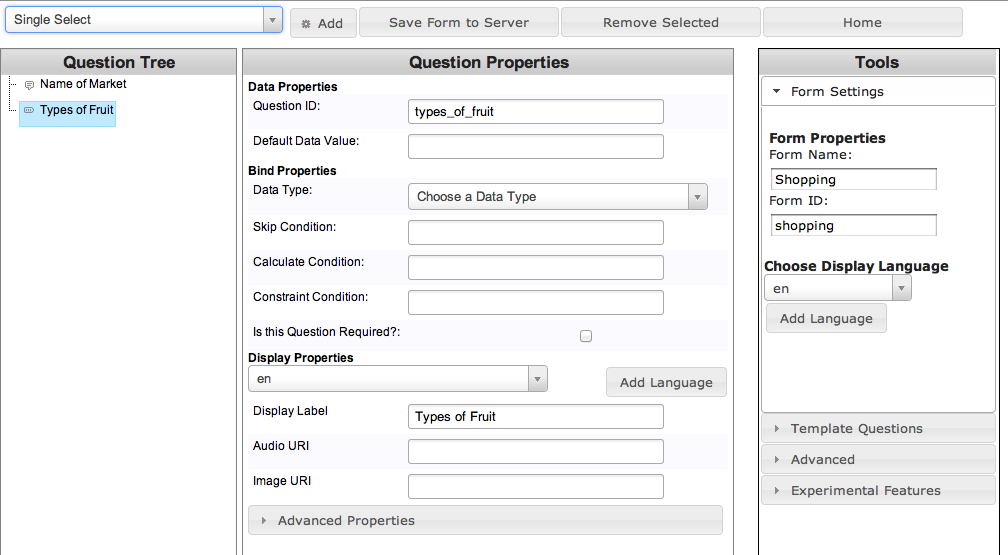 Single Select
Add
Save Form to Server
Remove Selected
Home
Question Tree
Name of Market
Types of Fruit
Question Properties
Data Properties
Question ID: types_of_fruit
Default Data Value:
Bind Properties
Data Type: Choose a Data Type
Skip Condition:
Calculate Condition:
Constraint Condition:
Is this Question Required?:
Display Properties
en
Add Language
Display Label Types of Fruit
Audio URI
Image URI
Advanced Properties
Tools
Form Settings
Form Properties
Form Name:
Shopping
Form ID:
shopping
Choose Display Language
en
Add Language
Template Questions
Advanced
Experimental Features